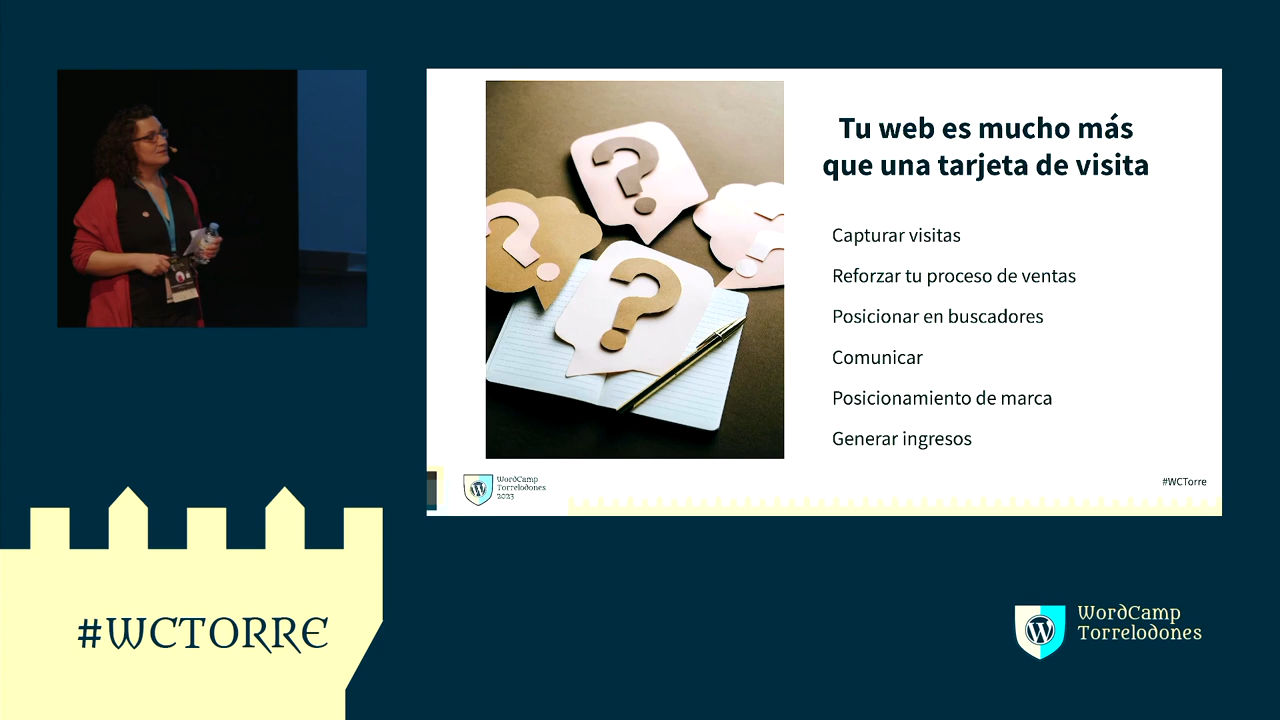 Tu web es mucho más
que una tarjeta de visita
Capturar visitas
Reforzar tu proceso de ventas
Posicionar en buscadores
Comunicar
Posicionamiento de marca
Generar ingresos
WordCamp
Torrelodones
2023
#WCTorre
#WCTORRE
WordCamp
Torrelodones